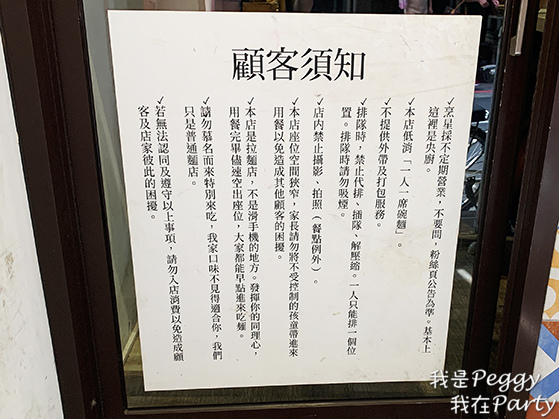 顧客須知
✓烹星採不定期營業，不要問，粉絲頁公告為準。基本上
這裡是央廚。
✓本店低消「一人一席碗麵」。
✓不提供外帶及打包服務。
✓排隊時，禁止代排、插隊、解壓縮。一人只能排一個位
置。排隊時請勿吸煙。
✓店內禁止攝影、拍照（餐點例外）。
✓本店座位空間狹窄，家長請勿將不受控制的孩童帶進來
用餐以免造成其他顧客的困擾。
✓本店是拉麵店，不是滑手機的地方。發揮你的同理心，
用餐完畢儘速空出座位，大家都能早點進來吃麵。
✓請勿慕名而來特別來吃，我家口味不見得適合你，我們
只是普通麵店。
✓若無法認同及遵守以上事項，請勿入店消費以免造成顧
客及店家彼此的困擾。
我是Peggy
我在Party